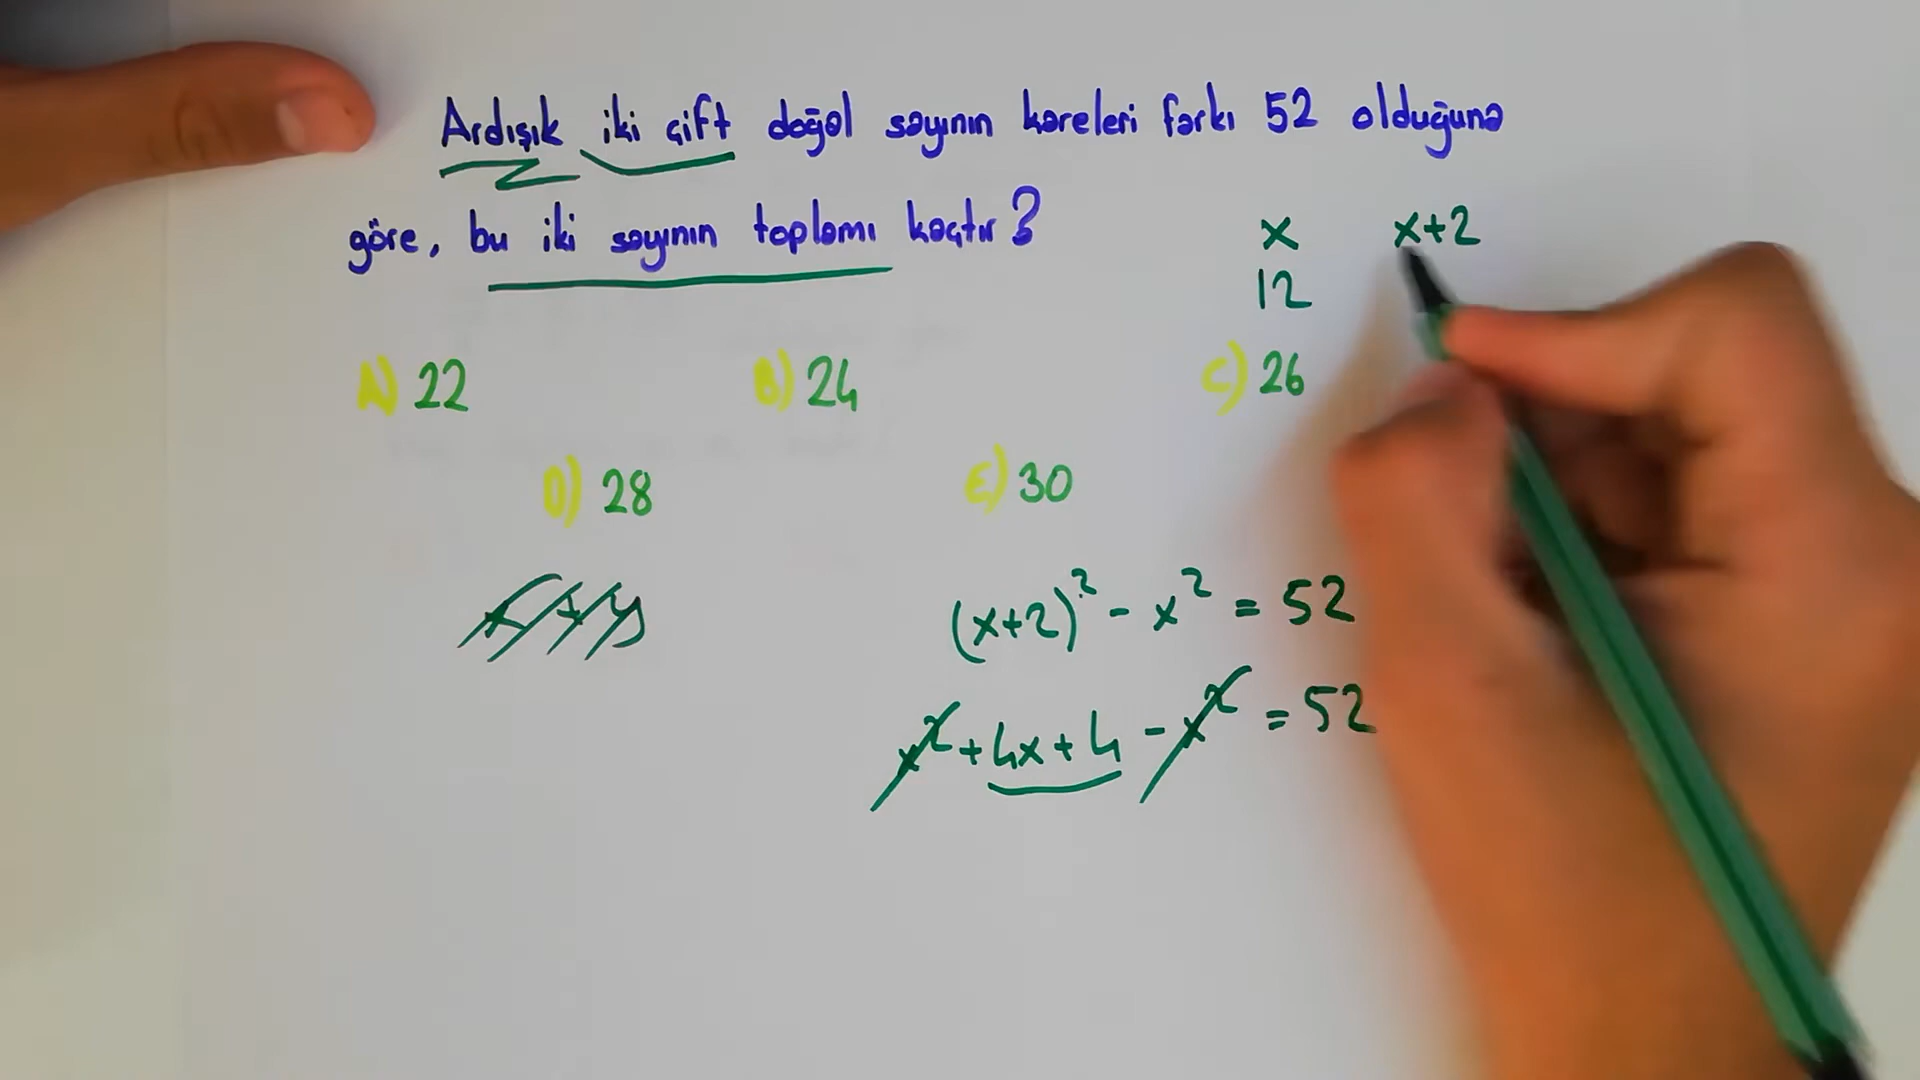 Ardışık iki çift doğal sayının kareleri farkı 52 olduğuna
göre, bu iki sayının toplamı kaçtır?
x x+2
12
A) 22 B) 24 C) 26
D) 28 E) 30
x+y
(x+2)² - x² = 52
x² + 4x + 4 - x² = 52